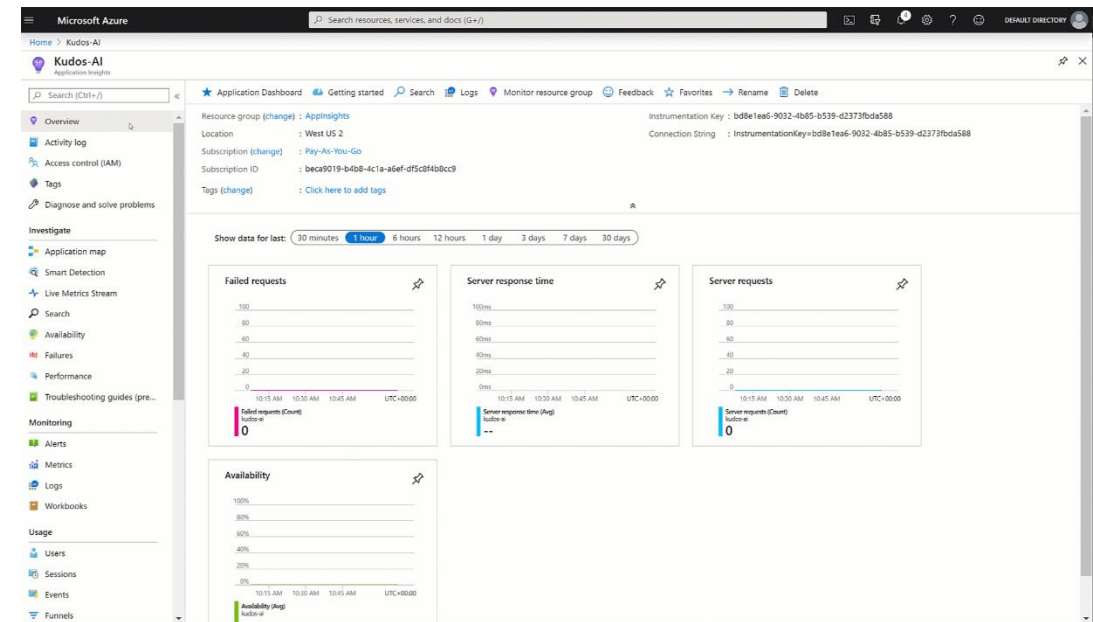 Microsoft Azure
Search resources, services, and docs (G+/)
4
DEFAULT DIRECTORY
Home > Kudos-AI
Kudos-AI
Application Insights
Search (Ctrl+/)
Overview
Activity log
Access control (IAM)
Tags
Diagnose and solve problems
Investigate
Application map
Smart Detection
Live Metrics Stream
Search
Availability
Failures
Performance
Troubleshooting guides (pre...
Monitoring
Alerts
Metrics
Logs
Workbooks
Usage
Users
Sessions
Events
Funnels
Application Dashboard Getting started Search Logs Monitor resource group Feedback Favorites Rename Delete
Resource group (change) : AppInsights
Location : West US 2
Subscription (change) : Pay-As-You-Go
Subscription ID : beca9019-b4b8-4c1a-a6ef-df5c8f4b8cc9
Tags (change) : Click here to add tags
Instrumentation Key : bd8e1ea6-9032-4b85-b539-d2373fbda588
Connection String : InstrumentationKey=bd8e1ea6-9032-4b85-b539-d2373fbda588
Show data for last: 30 minutes 1 hour 6 hours 12 hours 1 day 3 days 7 days 30 days
Failed requests
100
80
60
40
20
0
10:15 AM 10:30 AM 10:45 AM UTC+00:00
Failed requests (Count)
kudos-ai
0
Server response time
100ms
80ms
60ms
40ms
20ms
0ms
10:15 AM 10:30 AM 10:45 AM UTC+00:00
Server response time (Avg)
kudos-ai
--
Server requests
100
80
60
40
20
0
10:15 AM 10:30 AM 10:45 AM UTC+00:00
Server requests (Count)
kudos-ai
0
Availability
100%
80%
60%
40%
20%
0%
10:15 AM 10:30 AM 10:45 AM UTC+00:00
Availability (Avg)
kudos-ai